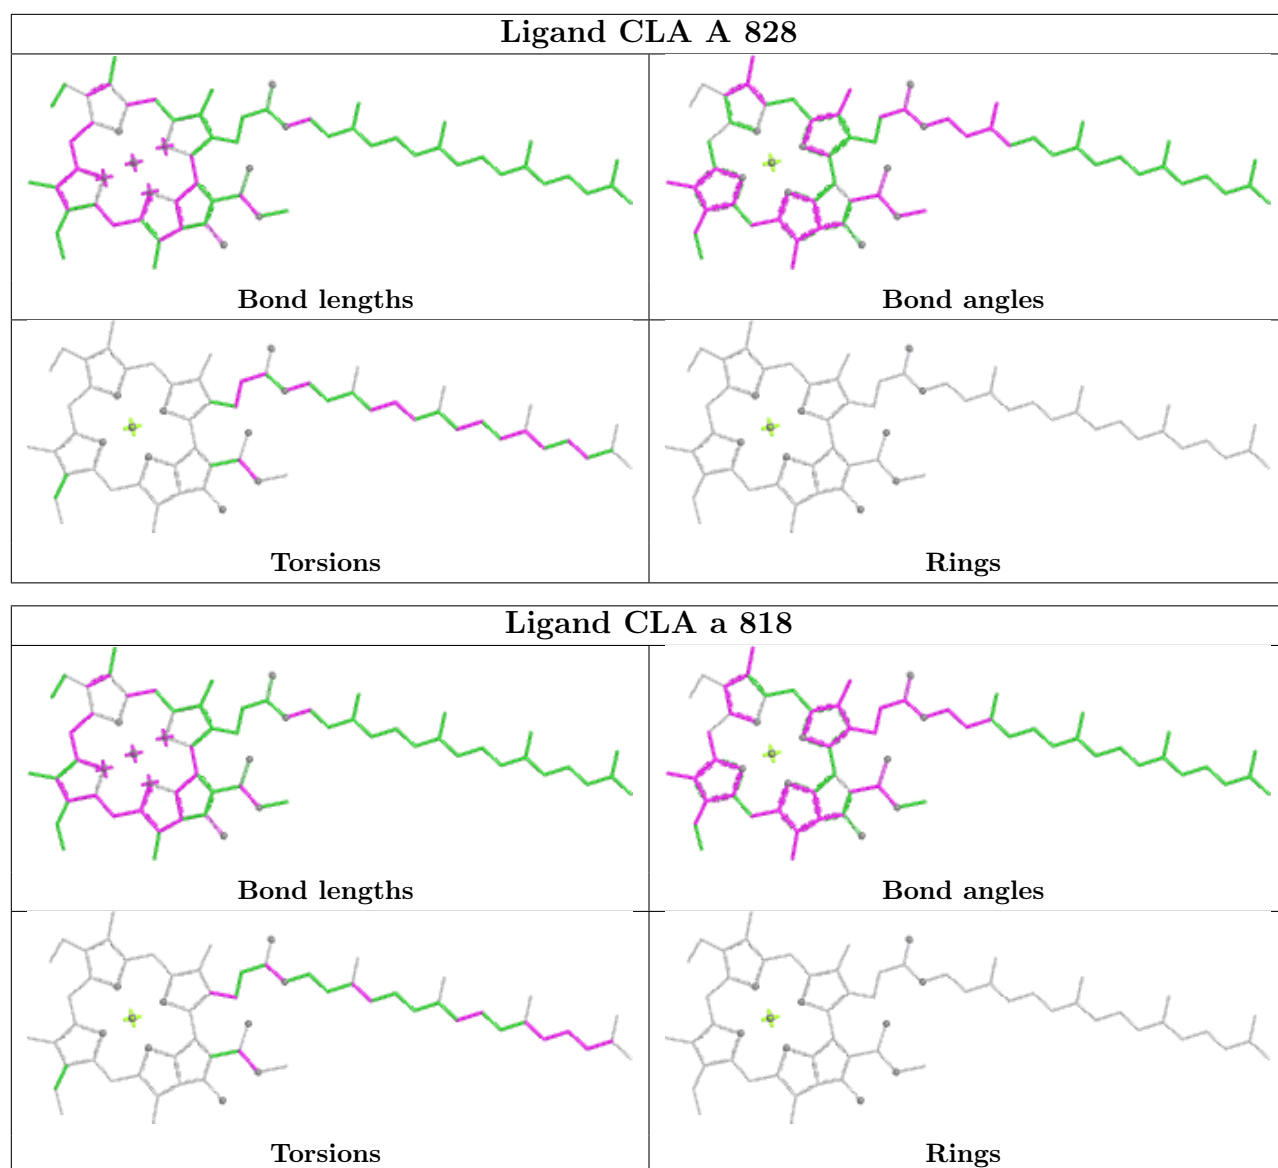 Ligand CLA A 828
Bond lengths
Bond angles
Torsions
Rings
Ligand CLA a 818
Bond lengths
Bond angles
Torsions
Rings